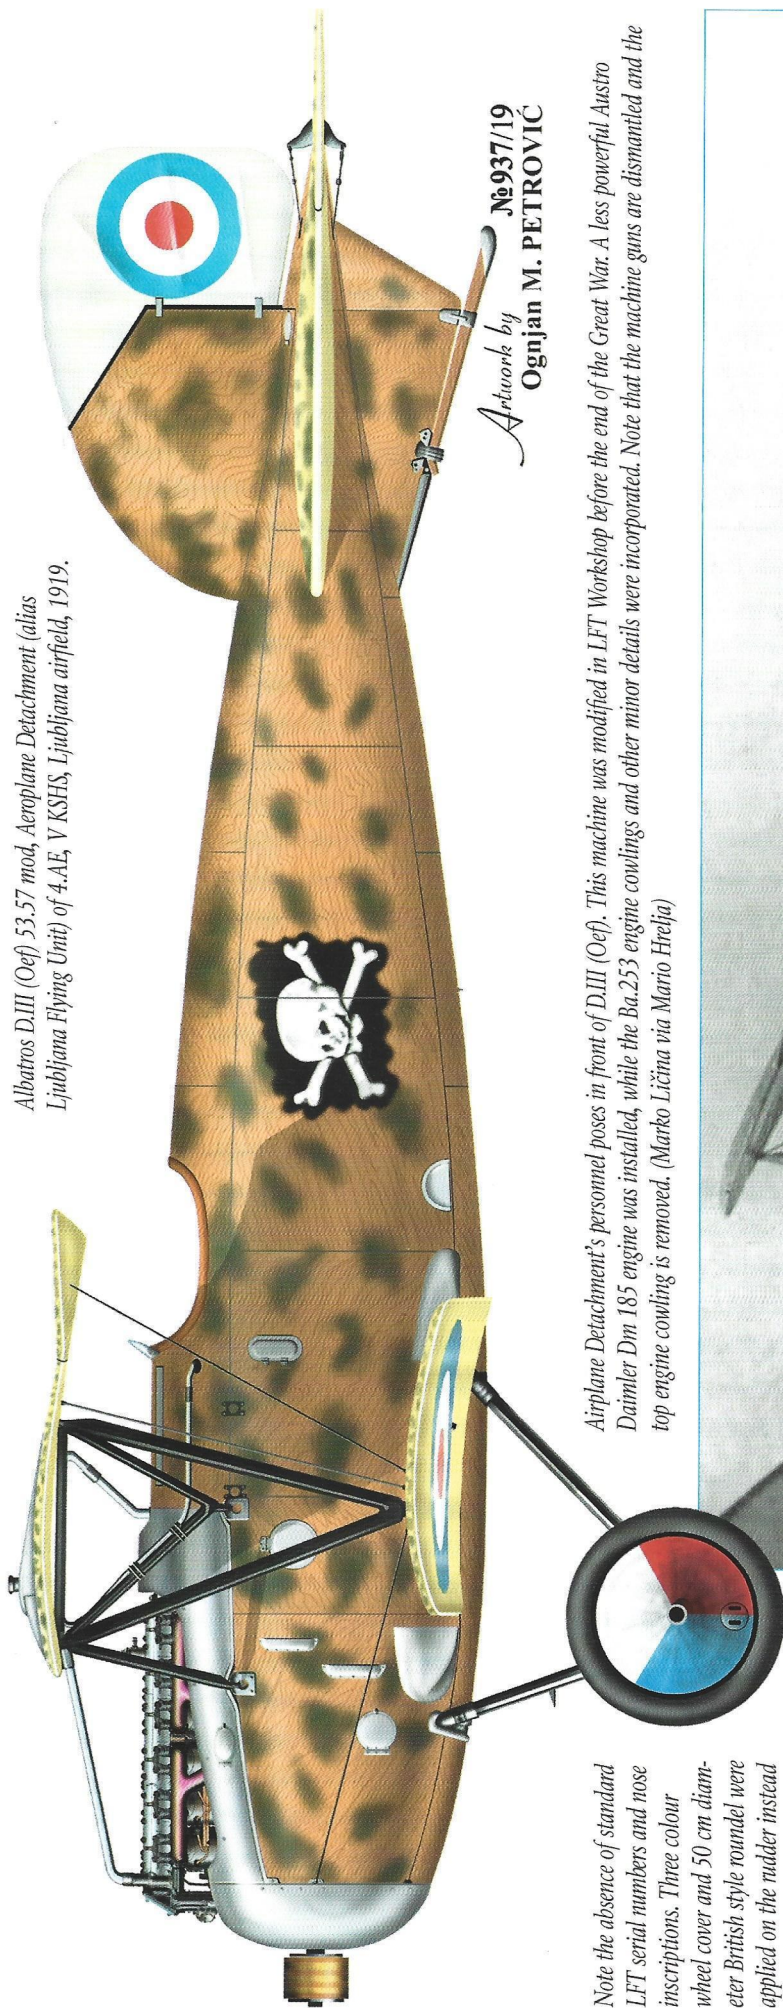 Albatros D.III (Oef) 53.57 mod, Aeroplane Detachment (alias
Ljubljana Flying Unit) of 4.AE, V KSHS, Ljubljana airfield, 1919.
Artwork by №937/19
Ognjan M. PETROVIĆ
Airplane Detachment's personnel poses in front of D.III (Oef). This machine was modified in LFT Workshop before the end of the Great War. A less powerful Austro
Daimler Dm 185 engine was installed, while the Ba.253 engine cowlings and other minor details were incorporated. Note that the machine guns are dismantled and the
top engine cowling is removed. (Marko Ličina via Mario Hrelja)
Note the absence of standard
LFT serial numbers and nose
inscriptions. Three colour
wheel cover and 50 cm diam-
eter British style roundel were
applied on the rudder instead